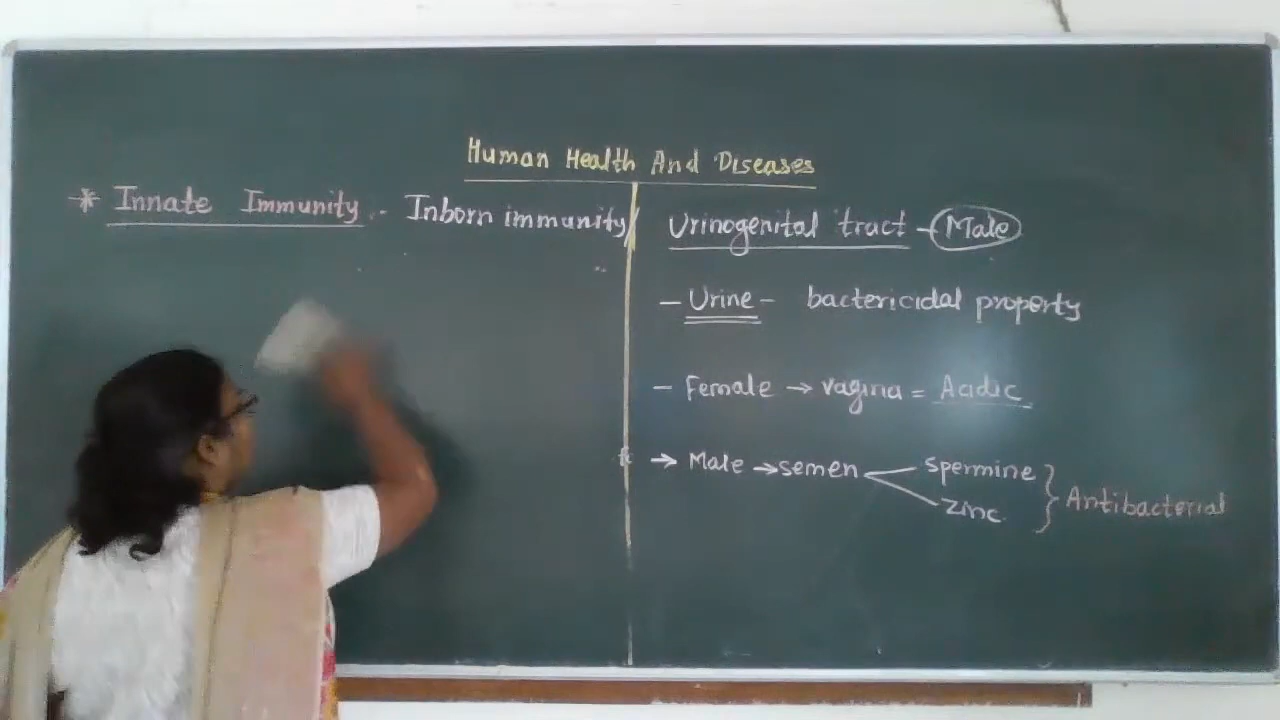 Human Health And Diseases
* Innate Immunity :- Inborn immunity
Urinogenital tract - Male
- Urine - bactericidal property
- Female → vagina = Acidic
→ Male → semen spermine
zinc } Antibacterial